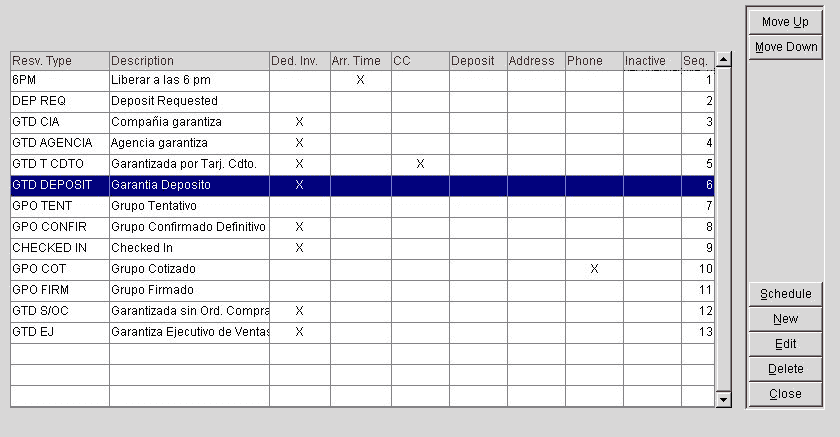 Move Up
Move Down
Resv. Type Description Ded. Inv. Arr. Time CC Deposit Address Phone Inactive Seq.
6PM Liberar a las 6 pm X 1
DEP REQ Deposit Requested 2
GTD CIA Compañia garantiza X 3
GTD AGENCIA Agencia garantiza X 4
GTD T CDTO Garantizada por Tarj. Cdto. X X 5
GTD DEPOSIT Garantia Deposito X 6
GPO TENT Grupo Tentativo 7
GPO CONFIR Grupo Confirmado Definitivo X 8
CHECKED IN Checked In X 9
GPO COT Grupo Cotizado X 10
GPO FIRM Grupo Firmado 11
GTD S/OC Garantizada sin Ord. Compra X 12
GTD EJ Garantiza Ejecutivo de Ventas X 13
Schedule
New
Edit
Delete
Close